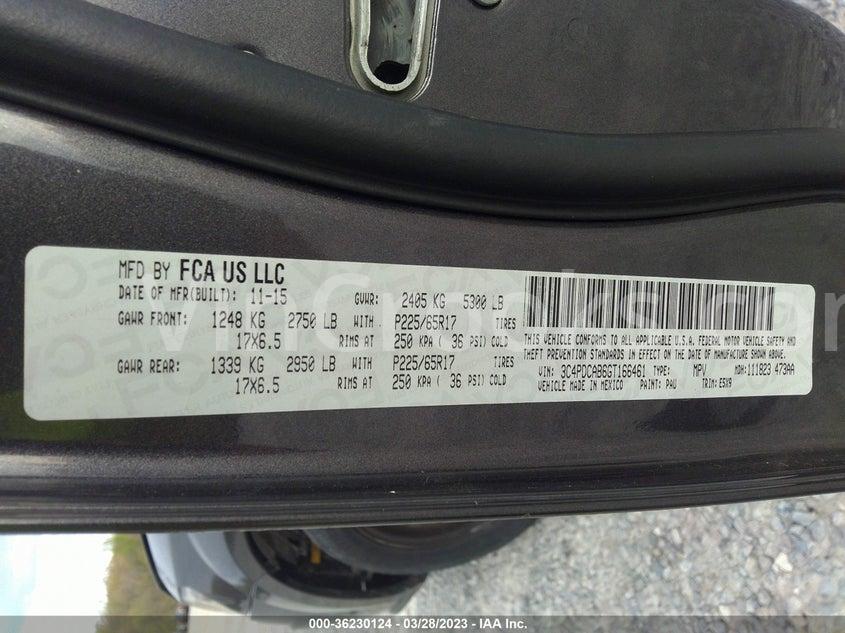 MFD BY FCA US LLC
DATE OF MFR(BUILT): 11-15 GVWR: 2405 KG 5300 LB
GAWR FRONT: 1248 KG 2750 LB WITH P225/65R17 TIRES
17X6.5 RIMS AT 250 KPA ( 36 PSI) COLD
GAWR REAR: 1339 KG 2950 LB WITH P225/65R17 TIRES
17X6.5 RIMS AT 250 KPA ( 36 PSI) COLD
THIS VEHICLE CONFORMS TO ALL APPLICABLE U.S.A. FEDERAL MOTOR VEHICLE SAFETY AND
THEFT PREVENTION STANDARDS IN EFFECT ON THE DATE OF MANUFACTURE SHOWN ABOVE.
VIN: 3C4PDCAB6GT166461 TYPE: MPV MDH:111823 473AA
VEHICLE MADE IN MEXICO PAINT: PAU TRIM: E5X9
000-36230124 — 03/28/2023 — IAA Inc.